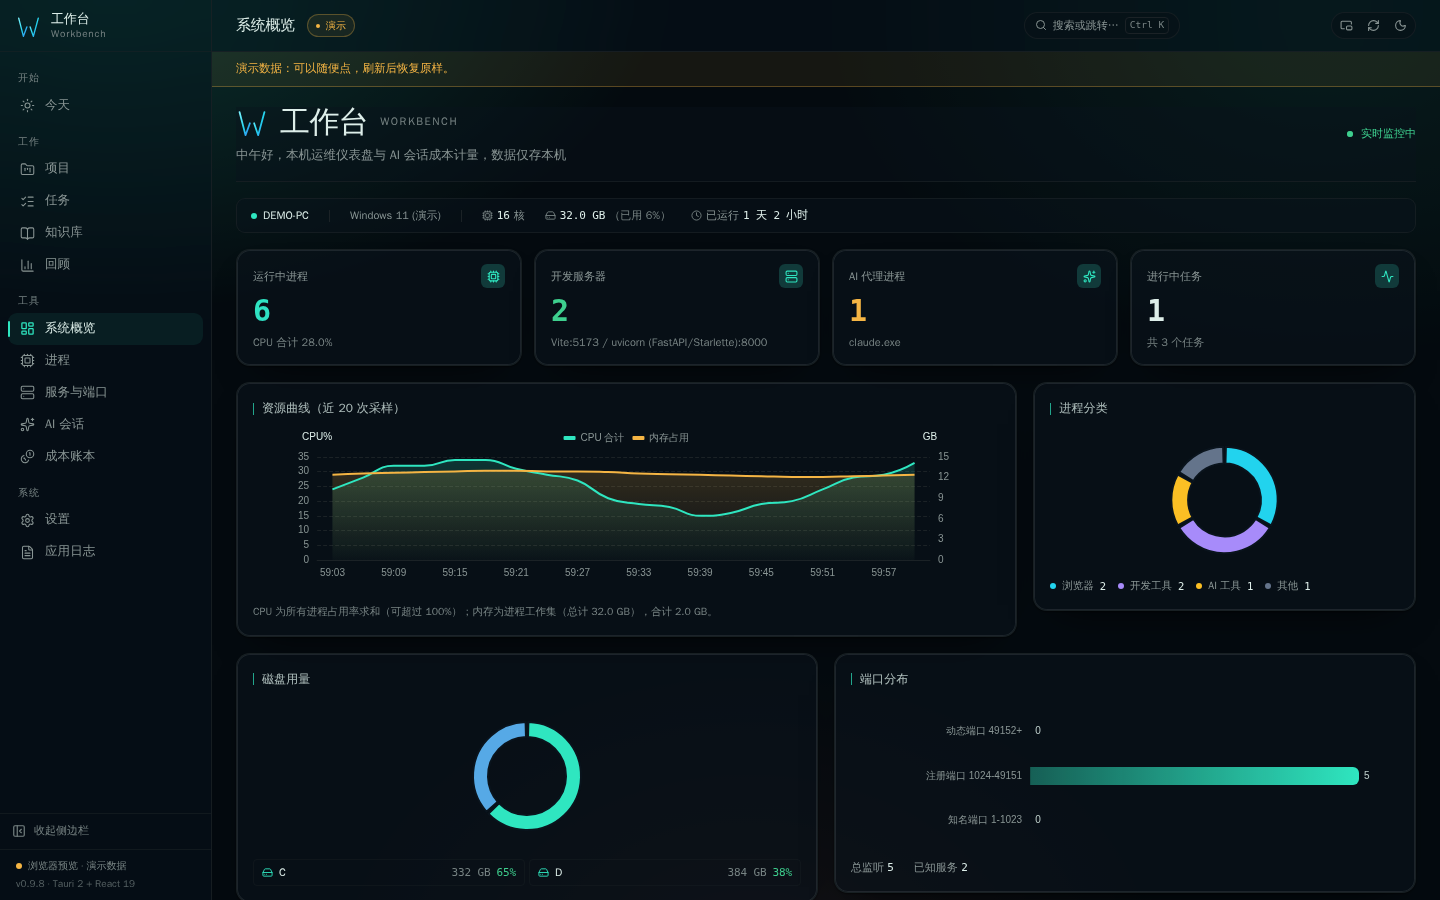 工作台
Workbench
开始
今天
工作
项目
任务
知识库
回顾
工具
系统概览
进程
服务与端口
AI 会话
成本账本
系统
设置
应用日志
收起侧边栏
浏览器预览 · 演示数据
v0.9.8 · Tauri 2 + React 19
系统概览 演示
搜索或跳转… Ctrl K
演示数据：可以随便点，刷新后恢复原样。
工作台 WORKBENCH
中午好，本机运维仪表盘与 AI 会话成本计量，数据仅存本机
实时监控中
DEMO-PC Windows 11 (演示) 16 核 32.0 GB （已用 6%） 已运行 1 天 2 小时
运行中进程
6
CPU 合计 28.0%
开发服务器
2
Vite:5173 / uvicorn (FastAPI/Starlette):8000
AI 代理进程
1
claude.exe
进行中任务
1
共 3 个任务
资源曲线（近 20 次采样）
CPU% CPU 合计 内存占用 GB
35 15
30 12
25
20 9
15 6
10
5 3
0 0
59:03 59:09 59:15 59:21 59:27 59:33 59:39 59:45 59:51 59:57
CPU 为所有进程占用率求和（可超过 100%）；内存为进程工作集（总计 32.0 GB），合计 2.0 GB。
进程分类
浏览器 2 开发工具 2 AI 工具 1 其他 1
磁盘用量
C 332 GB 65% D 384 GB 38%
端口分布
动态端口 49152+ 0
注册端口 1024-49151 5
知名端口 1-1023 0
总监听 5 已知服务 2